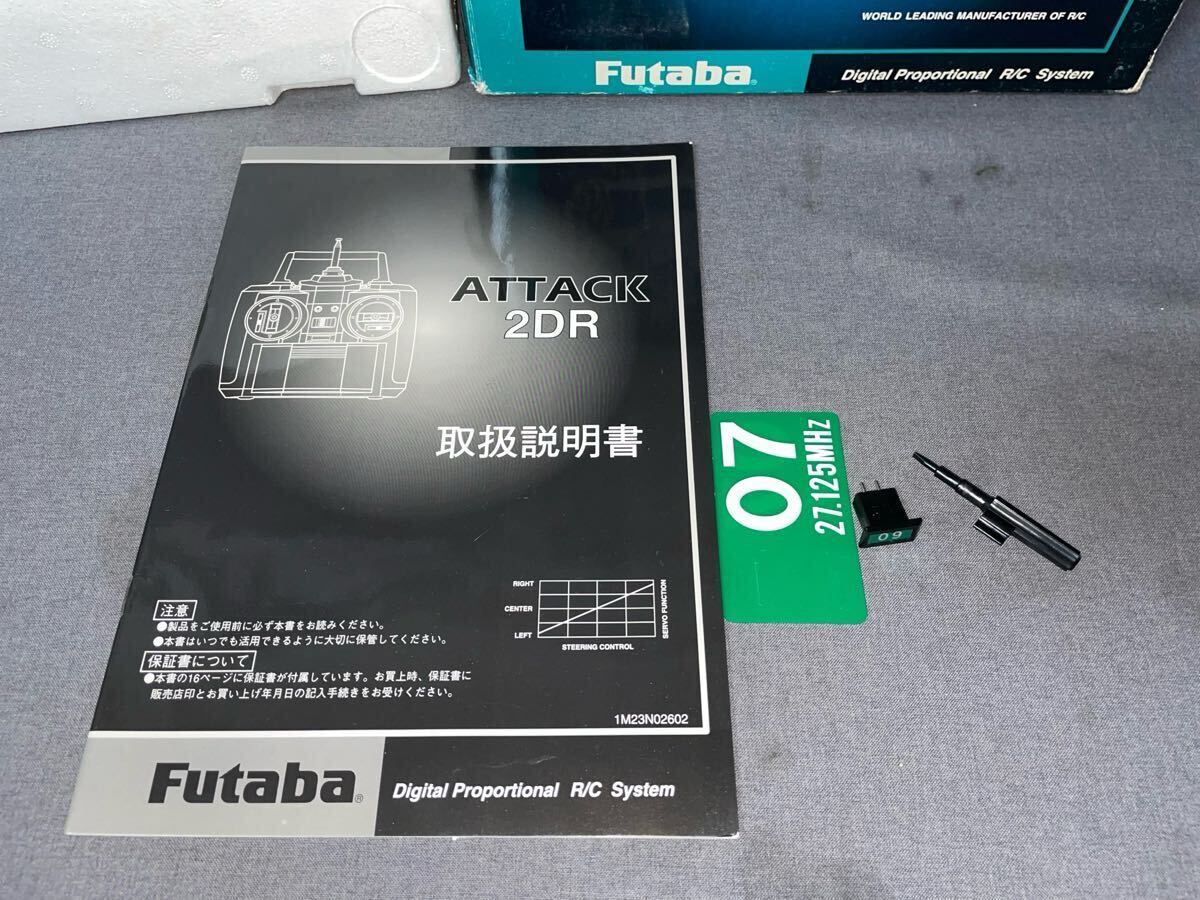 WORLD LEADING MANUFACTURER OF R/C
Futaba®
Digital Proportional R/C System
ATTACK
2DR
取扱説明書
07
27.125MHz
09
注意
●製品をご使用前に必ず本書をお読みください。
●本書はいつでも活用できるように大切に保管してください。
保証書について
●本書の16ページに保証書が付属しています。お買上時、保証書に
販売店印とお買い上げ年月日の記入手続きをお受けください。
RIGHT
CENTER
LEFT
STEERING CONTROL
SERVO FUNCTION
1M23N02602
Futaba®
Digital Proportional R/C System